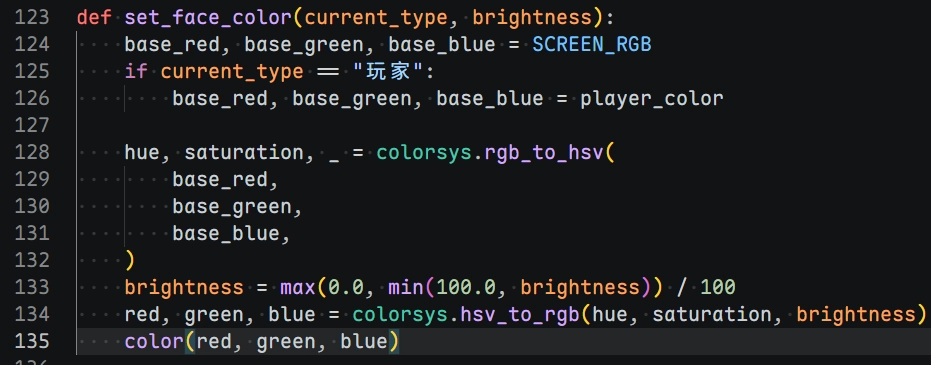 123 def set_face_color(current_type, brightness):
124     base_red, base_green, base_blue = SCREEN_RGB
125     if current_type == "玩家":
126         base_red, base_green, base_blue = player_color
127
128     hue, saturation, _ = colorsys.rgb_to_hsv(
129         base_red,
130         base_green,
131         base_blue,
132     )
133     brightness = max(0.0, min(100.0, brightness)) / 100
134     red, green, blue = colorsys.hsv_to_rgb(hue, saturation, brightness)
135     color(red, green, blue)